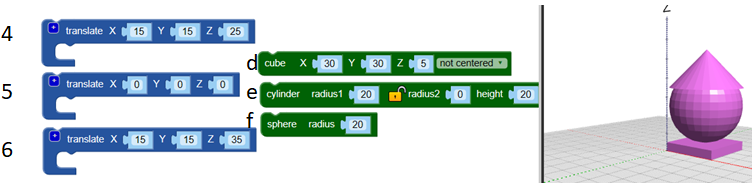 4 translate X 15 Y 15 Z 25
5 translate X 0 Y 0 Z 0
6 translate X 15 Y 15 Z 35
d cube X 30 Y 30 Z 5 not centered
e cylinder radius1 20 radius2 0 height 20
f sphere radius 20
Z